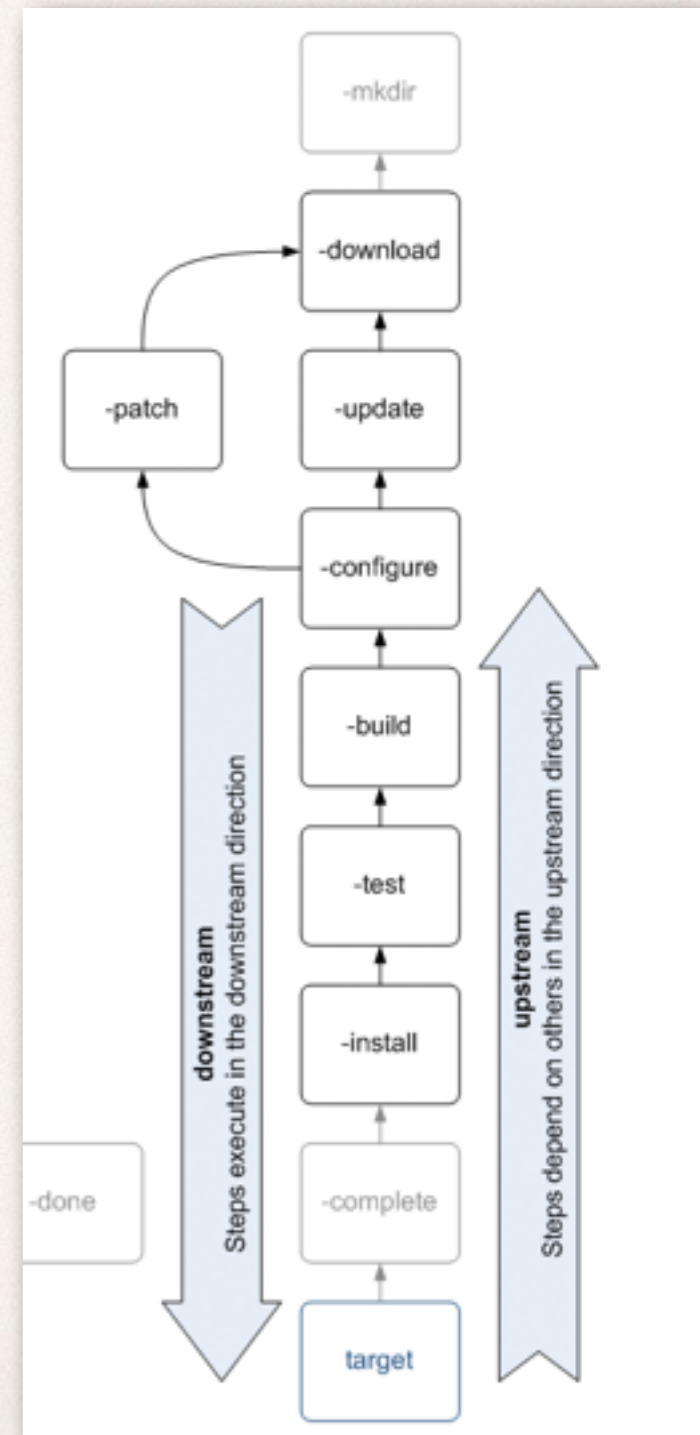 -mkdir
-download
-patch
-update
-configure
-build
-test
-install
downstream
Steps execute in the downstream direction
upstream
Steps depend on others in the upstream direction
-done
-complete
target